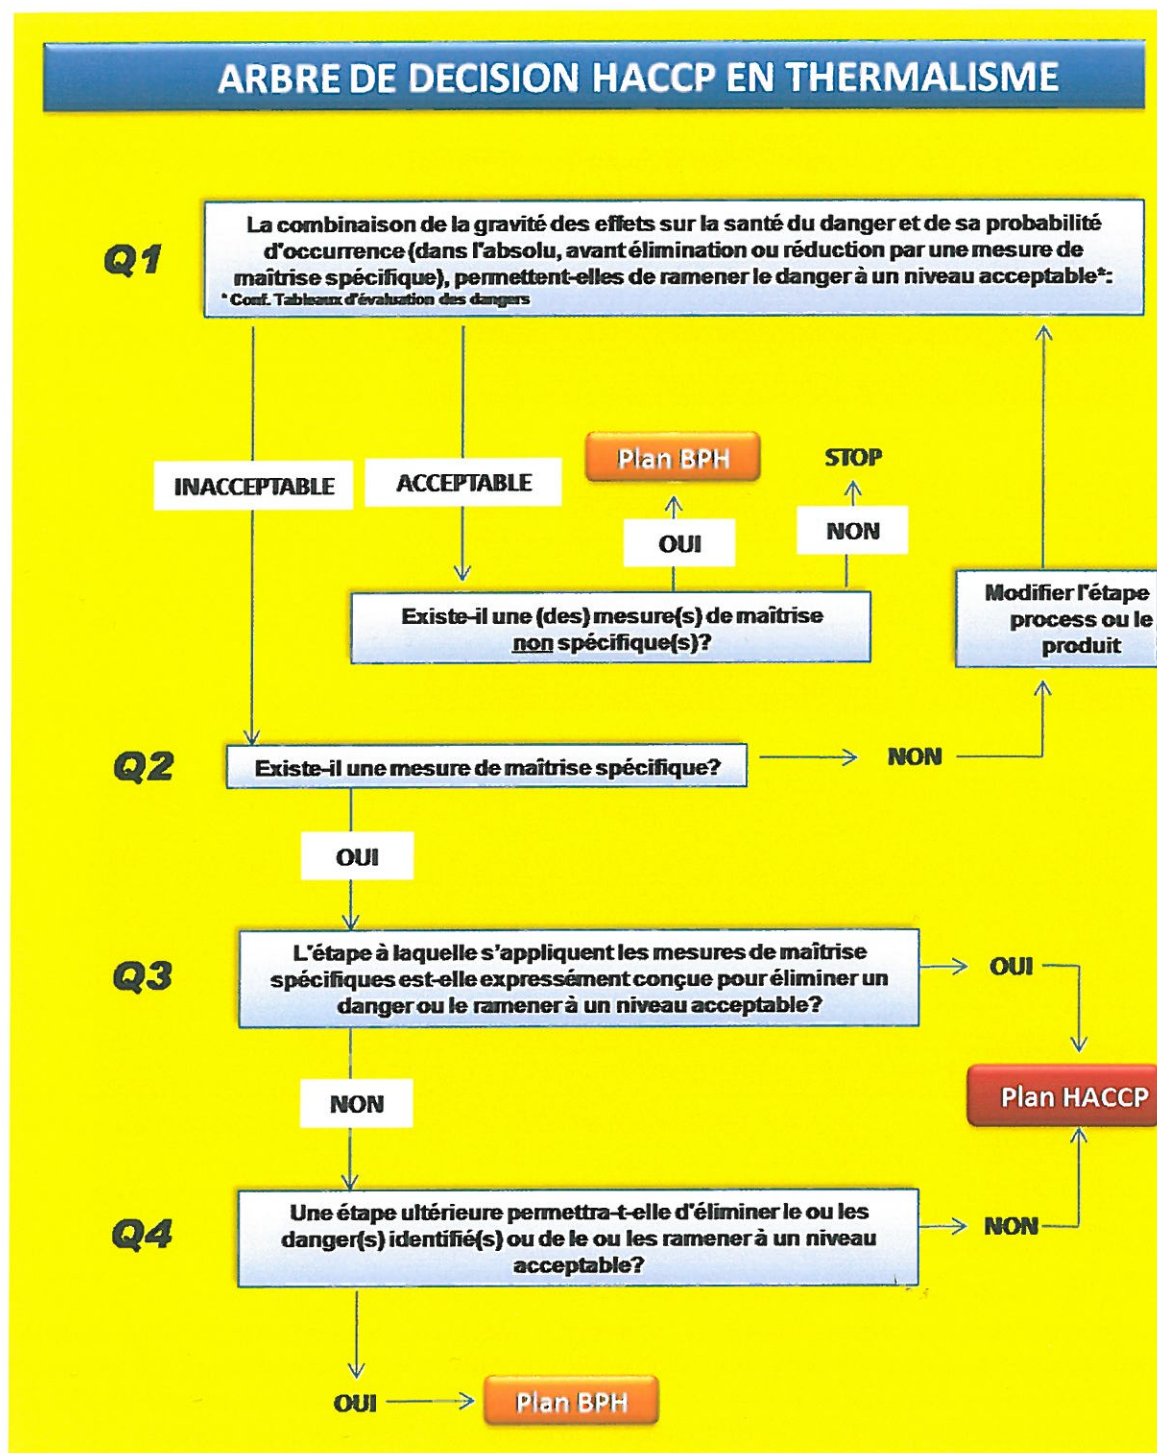 ARBRE DE DECISION HACCP EN THERMALISME
Q1
La combinaison de la gravité des effets sur la santé du danger et de sa probabilité
d'occurrence (dans l'absolu, avant élimination ou réduction par une mesure de
maîtrise spécifique), permettent-elles de ramener le danger à un niveau acceptable*:
* Conf. Tableaux d'évaluation des dangers
INACCEPTABLE
ACCEPTABLE
Plan BPH
STOP
OUI
NON
Existe-il une (des) mesure(s) de maîtrise
non spécifique(s)?
Modifier l'étape
process ou le
produit
Q2
Existe-il une mesure de maîtrise spécifique?
NON
OUI
Q3
L'étape à laquelle s'appliquent les mesures de maîtrise
spécifiques est-elle expressément conçue pour éliminer un
danger ou le ramener à un niveau acceptable?
OUI
NON
Plan HACCP
Q4
Une étape ultérieure permettra-t-elle d'éliminer le ou les
danger(s) identifié(s) ou de le ou les ramener à un niveau
acceptable?
NON
OUI
Plan BPH